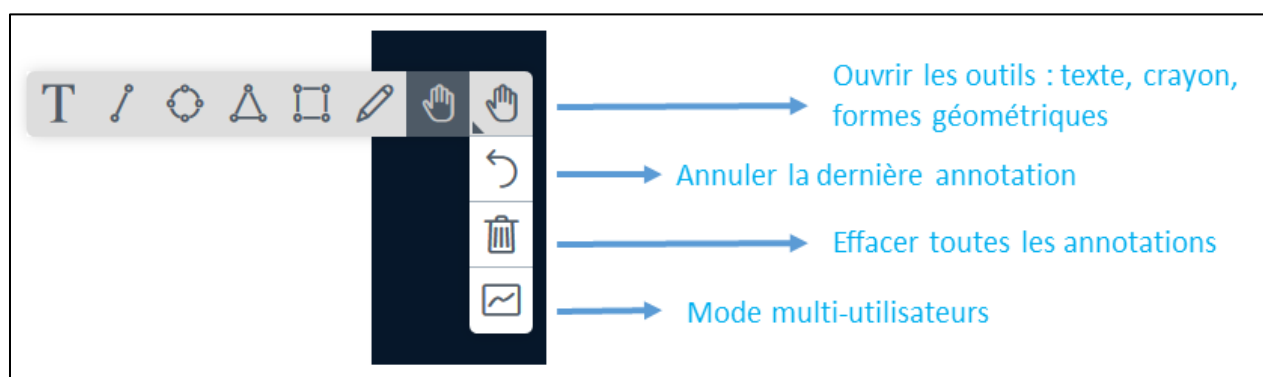 T
Ouvrir les outils : texte, crayon,
formes géométriques
Annuler la dernière annotation
Effacer toutes les annotations
Mode multi-utilisateurs